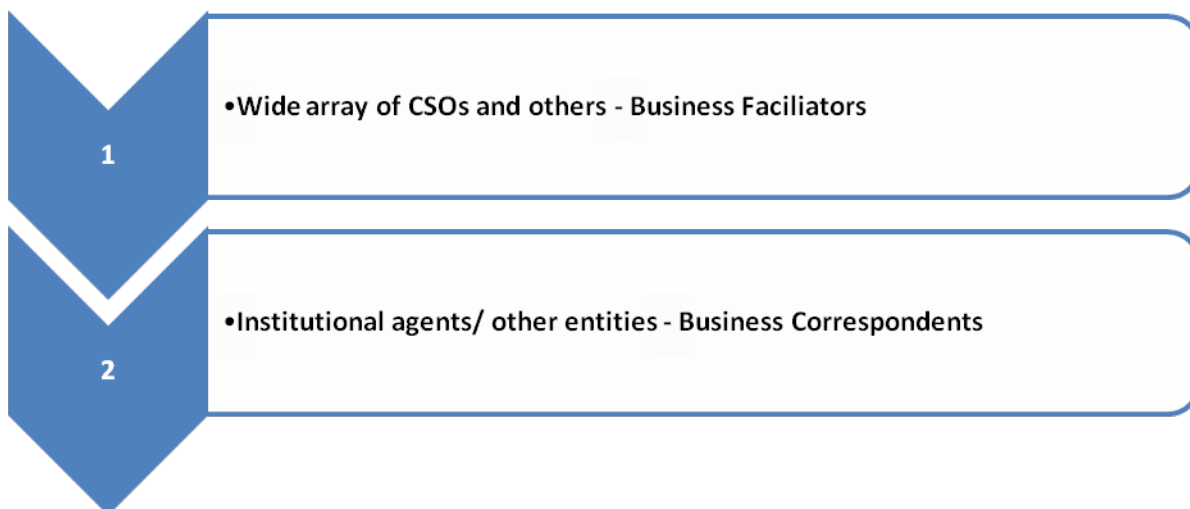 1
•Wide array of CSOs and others - Business Faciliators
2
•Institutional agents/ other entities - Business Correspondents